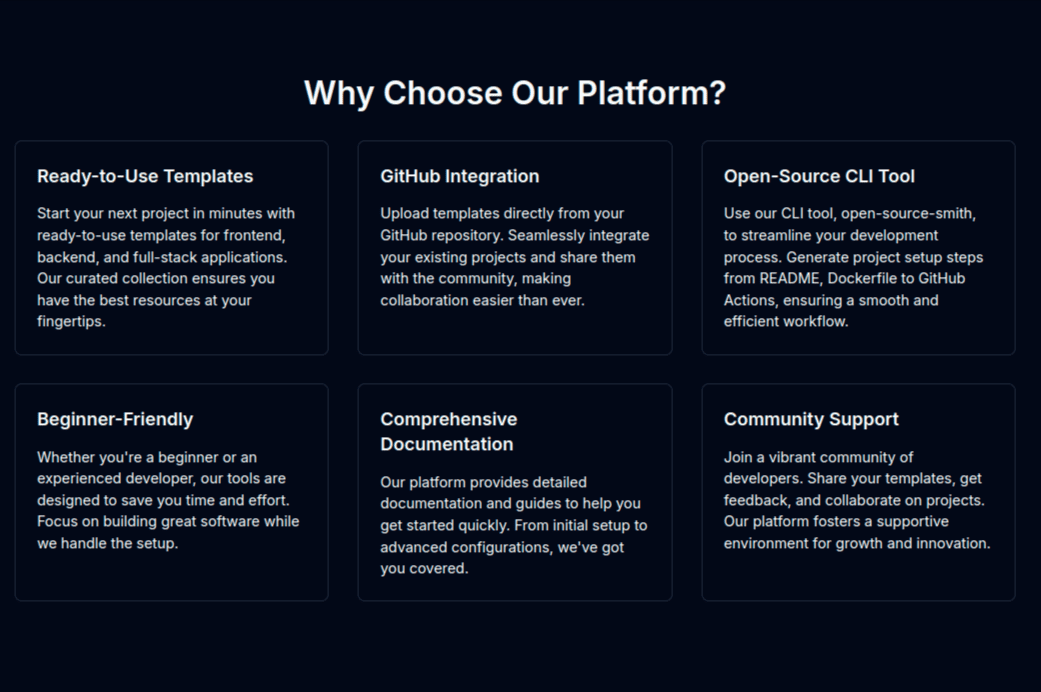 Why Choose Our Platform?
Ready-to-Use Templates
Start your next project in minutes with
ready-to-use templates for frontend,
backend, and full-stack applications.
Our curated collection ensures you
have the best resources at your
fingertips.
GitHub Integration
Upload templates directly from your
GitHub repository. Seamlessly integrate
your existing projects and share them
with the community, making
collaboration easier than ever.
Open-Source CLI Tool
Use our CLI tool, open-source-smith,
to streamline your development
process. Generate project setup steps
from README, Dockerfile to GitHub
Actions, ensuring a smooth and
efficient workflow.
Beginner-Friendly
Whether you're a beginner or an
experienced developer, our tools are
designed to save you time and effort.
Focus on building great software while
we handle the setup.
Comprehensive
Documentation
Our platform provides detailed
documentation and guides to help you
get started quickly. From initial setup to
advanced configurations, we've got
you covered.
Community Support
Join a vibrant community of
developers. Share your templates, get
feedback, and collaborate on projects.
Our platform fosters a supportive
environment for growth and innovation.